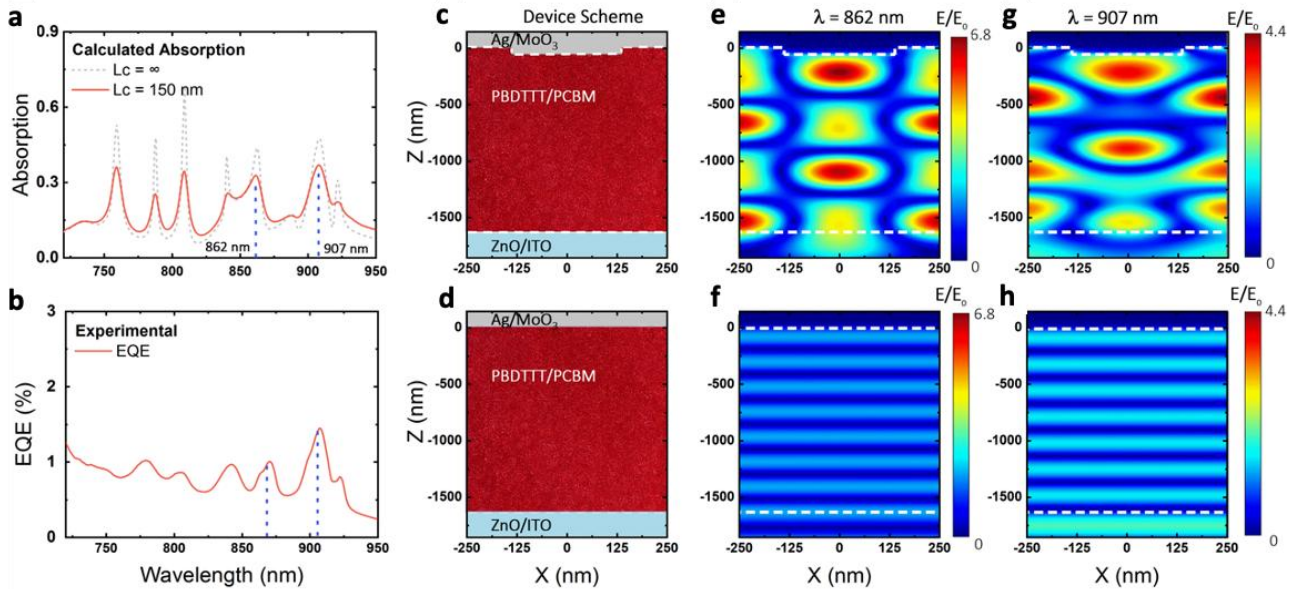 a
Calculated Absorption
Lc = ∞
Lc = 150 nm
Absorption
0.9
0.6
0.3
0.0
862 nm
907 nm
750
800
850
900
950
b
Experimental
EQE
EQE (%)
3
2
1
0
750
800
850
900
950
Wavelength (nm)
c
Device Scheme
Ag/MoO₃
PBDTTT/PCBM
ZnO/ITO
Z (nm)
0
-500
-1000
-1500
-250
-125
0
125
250
d
Ag/MoO₃
PBDTTT/PCBM
ZnO/ITO
Z (nm)
0
-500
-1000
-1500
-250
-125
0
125
250
X (nm)
e
λ = 862 nm
E/Eₒ
6.8
0
0
-500
-1000
-1500
-250
-125
0
125
250
g
λ = 907 nm
E/Eₒ
4.4
0
0
-500
-1000
-1500
-250
-125
0
125
250
f
E/Eₒ
6.8
0
0
-500
-1000
-1500
-250
-125
0
125
250
h
E/Eₒ
4.4
0
0
-500
-1000
-1500
-250
-125
0
125
250
X (nm)